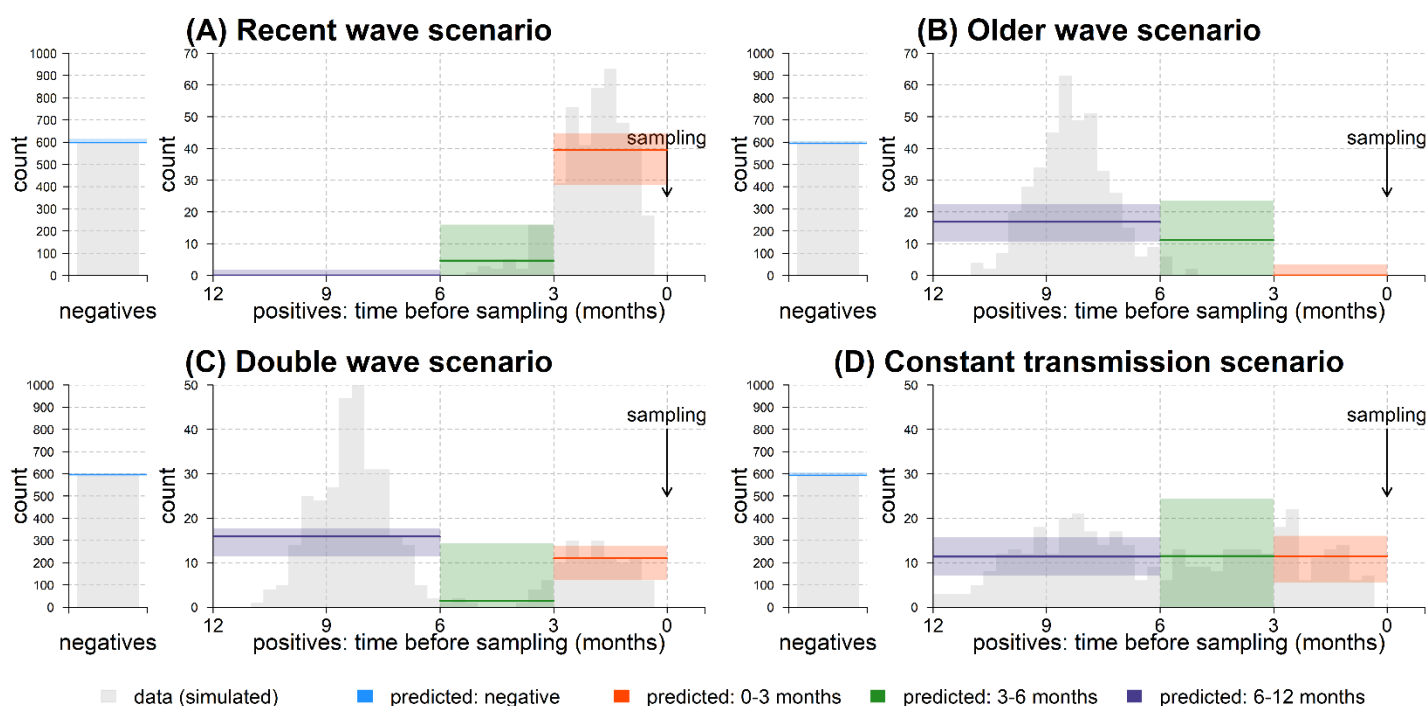 (A) Recent wave scenario
1000
900
800
700
600
500
400
300
200
100
0
count
negatives
70
60
50
40
30
20
10
0
count
sampling
12 9 6 3 0
positives: time before sampling (months)
(B) Older wave scenario
1000
900
800
700
600
500
400
300
200
100
0
count
negatives
70
60
50
40
30
20
10
0
count
sampling
12 9 6 3 0
positives: time before sampling (months)
(C) Double wave scenario
1000
900
800
700
600
500
400
300
200
100
0
count
negatives
50
40
30
20
10
0
count
sampling
12 9 6 3 0
positives: time before sampling (months)
(D) Constant transmission scenario
1000
900
800
700
600
500
400
300
200
100
0
count
negatives
50
40
30
20
10
0
count
sampling
12 9 6 3 0
positives: time before sampling (months)
data (simulated) predicted: negative predicted: 0-3 months predicted: 3-6 months predicted: 6-12 months